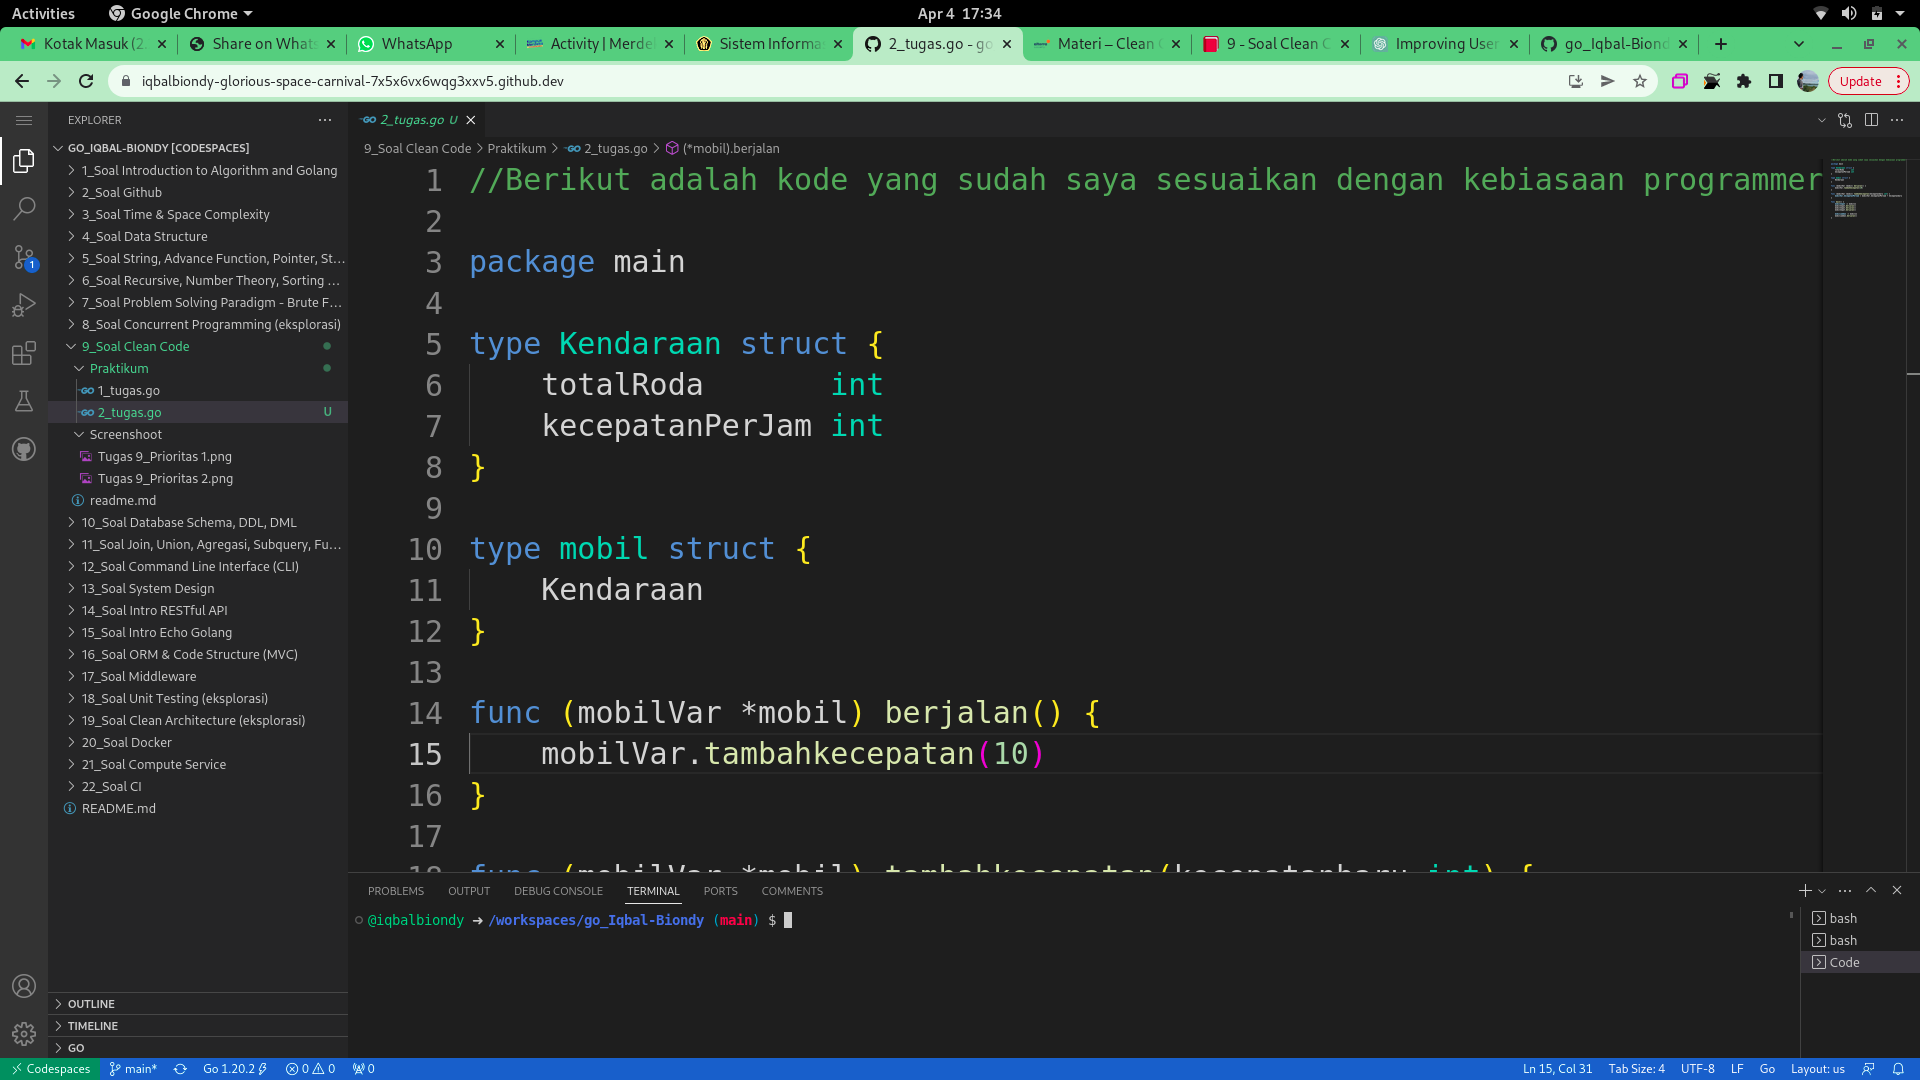 Activities
Google Chrome
Apr 4 17:34
Kotak Masuk (2.
Share on Whats
WhatsApp
Activity | Merde
Sistem Informa
2_tugas.go - go
Materi – Clean C
9 - Soal Clean C
Improving User
go_Iqbal-Biond
iqbalbiondy-glorious-space-carnival-7x5x6vx6wqg3xxv5.github.dev
Update
EXPLORER
GO_IQBAL-BIONDY [CODESPACES]
1_Soal Introduction to Algorithm and Golang
2_Soal Github
3_Soal Time & Space Complexity
4_Soal Data Structure
5_Soal String, Advance Function, Pointer, St...
6_Soal Recursive, Number Theory, Sorting ...
7_Soal Problem Solving Paradigm - Brute F...
8_Soal Concurrent Programming (eksplorasi)
9_Soal Clean Code
Praktikum
1_tugas.go
2_tugas.go U
Screenshoot
Tugas 9_Prioritas 1.png
Tugas 9_Prioritas 2.png
readme.md
10_Soal Database Schema, DDL, DML
11_Soal Join, Union, Agregasi, Subquery, Fu...
12_Soal Command Line Interface (CLI)
13_Soal System Design
14_Soal Intro RESTful API
15_Soal Intro Echo Golang
16_Soal ORM & Code Structure (MVC)
17_Soal Middleware
18_Soal Unit Testing (eksplorasi)
19_Soal Clean Architecture (eksplorasi)
20_Soal Docker
21_Soal Compute Service
22_Soal CI
README.md
OUTLINE
TIMELINE
GO
1
2_tugas.go U
9_Soal Clean Code > Praktikum > 2_tugas.go > (*mobil).berjalan
1 //Berikut adalah kode yang sudah saya sesuaikan dengan kebiasaan programmer
2
3 package main
4
5 type Kendaraan struct {
6 totalRoda int
7 kecepatanPerJam int
8 }
9
10 type mobil struct {
11 Kendaraan
12 }
13
14 func (mobilVar *mobil) berjalan() {
15 mobilVar.tambahkecepatan(10)
16 }
17
18 func (mobilVar *mobil) tambahkecepatan(kecepatanbaru int) {
PROBLEMS
OUTPUT
DEBUG CONSOLE
TERMINAL
PORTS
COMMENTS
@iqbalbiondy ➜ /workspaces/go_Iqbal-Biondy (main) $
bash
bash
Code
Codespaces
main*
Go 1.20.2
0
0
0
Ln 15, Col 31
Tab Size: 4
UTF-8
LF
Go
Layout: us